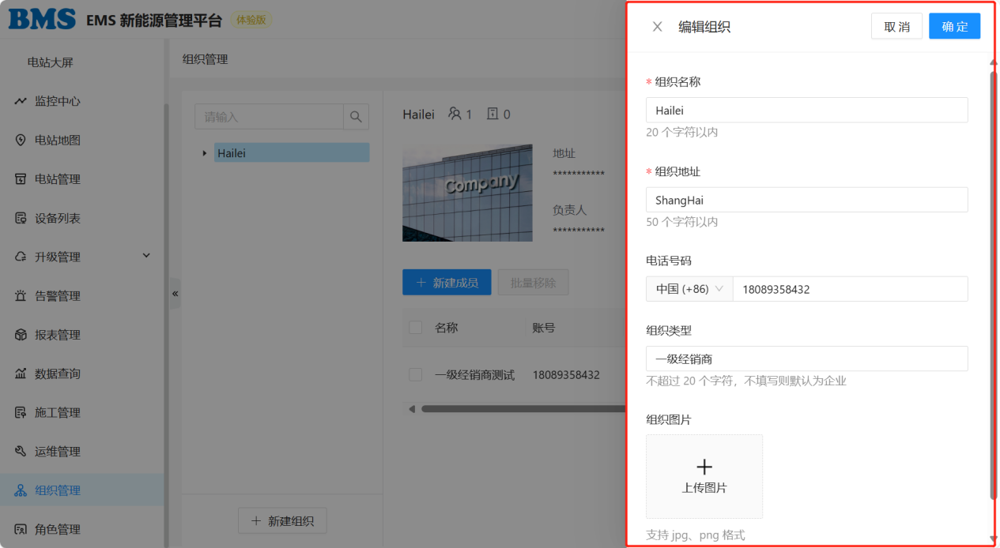 BMS EMS 新能源管理平台 体验版
电站大屏
监控中心
电站地图
电站管理
设备列表
升级管理
告警管理
报表管理
数据查询
施工管理
运维管理
组织管理
角色管理
组织管理
请输入
Hailei
新建组织
Hailei 1 0
Company
地址
***********
负责人
***********
新建成员 批量移除
名称 账号
一级经销商测试 18089358432
编辑组织 取消 确定
* 组织名称
Hailei
20 个字符以内
* 组织地址
ShangHai
50 个字符以内
电话号码
中国 (+86) 18089358432
组织类型
一级经销商
不超过 20 个字符，不填写则默认为企业
组织图片
上传图片
支持 jpg、png 格式